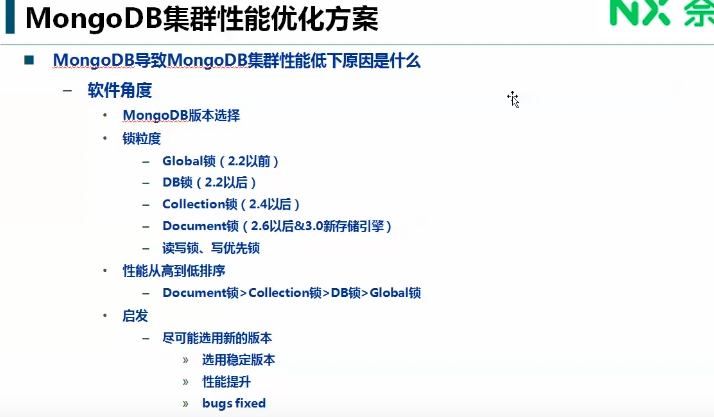 MongoDB集群性能优化方案
NX 奈
MongoDB导致MongoDB集群性能低下原因是什么
– 软件角度
• MongoDB版本选择
• 锁粒度
– Global锁（2.2以前）
– DB锁（2.2以后）
– Collection锁（2.4以后）
– Document锁（2.6以后&3.0新存储引擎）
– 读写锁、写优先锁
• 性能从高到低排序
– Document锁>Collection锁>DB锁>Global锁
• 启发
– 尽可能选用新的版本
» 选用稳定版本
» 性能提升
» bugs fixed